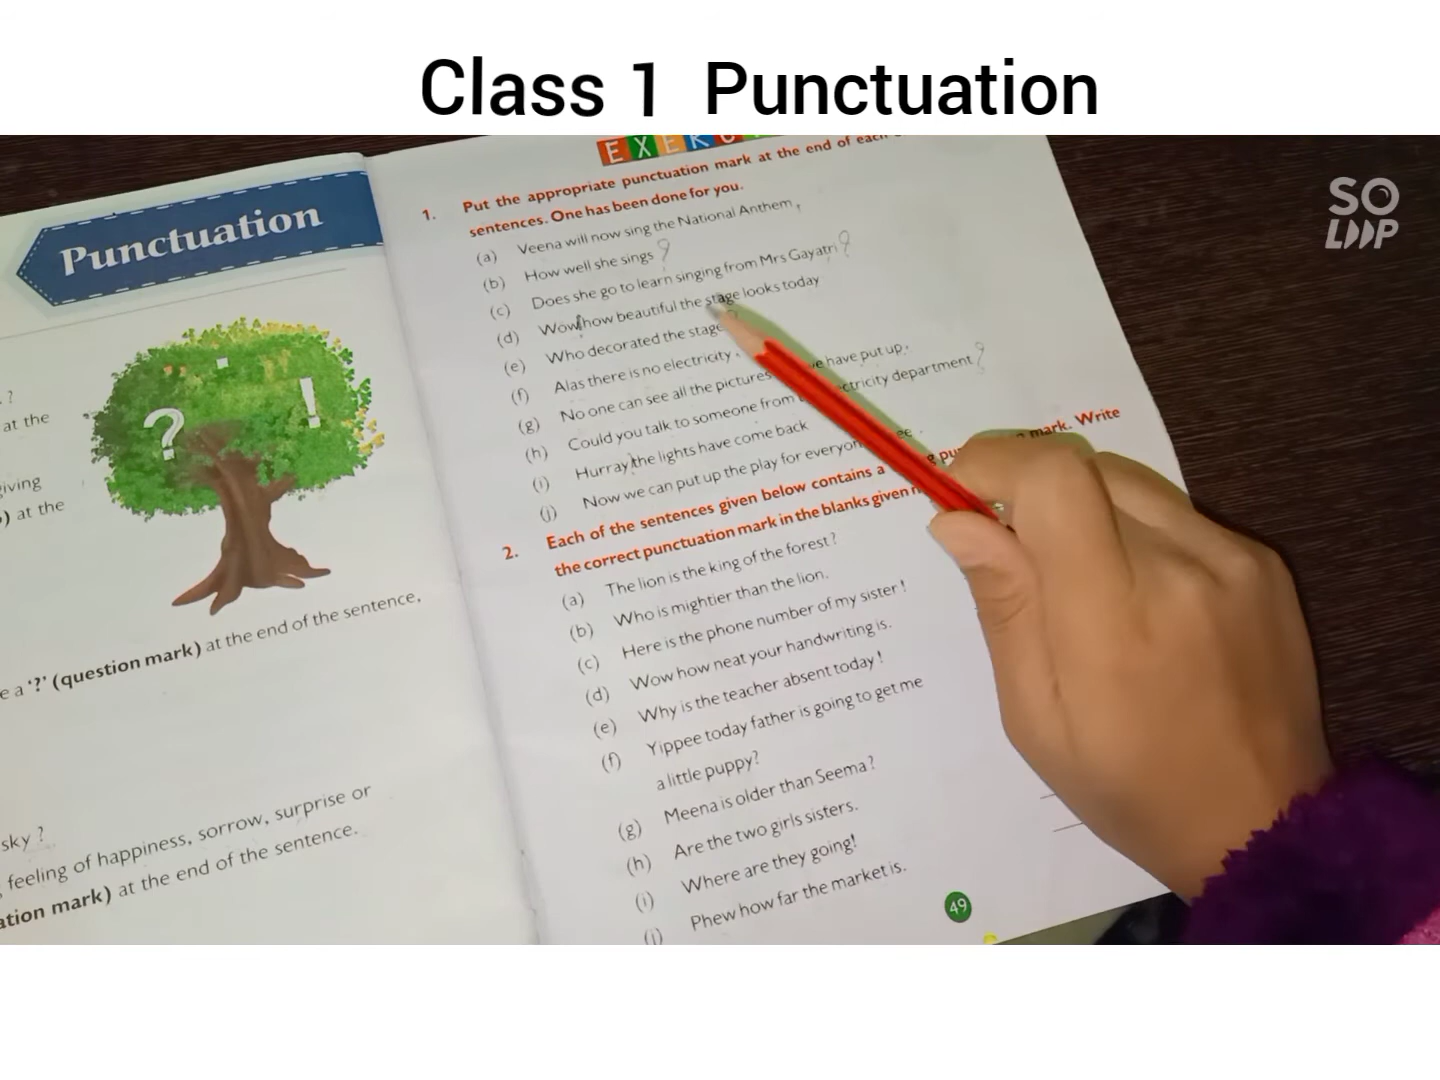 Class 1 Punctuation
SO
LOOP
Punctuation
?
at the
giving
) at the
?
!
e a '?' (question mark) at the end of the sentence.
sky ?
feeling of happiness, sorrow, surprise or
ation mark) at the end of the sentence.
EXERC
1. Put the appropriate punctuation mark at the end of each
sentences. One has been done for you.
(a) Veena will now sing the National Anthem .
(b) How well she sings ?
(c) Does she go to learn singing from Mrs Gayatri ?
(d) Wow! how beautiful the stage looks today
(e) Who decorated the stage ?
(f) Alas there is no electricity .
(g) No one can see all the pictures we have put up.
(h) Could you talk to someone from electricity department ?
(i) Hurray! the lights have come back
(j) Now we can put up the play for everyone .
2. Each of the sentences given below contains a mark. Write
the correct punctuation mark in the blanks given
(a) The lion is the king of the forest?
(b) Who is mightier than the lion.
(c) Here is the phone number of my sister !
(d) Wow how neat your handwriting is.
(e) Why is the teacher absent today !
(f) Yippee today father is going to get me
a little puppy?
(g) Meena is older than Seema?
(h) Are the two girls sisters.
(i) Where are they going!
(j) Phew how far the market is.
49